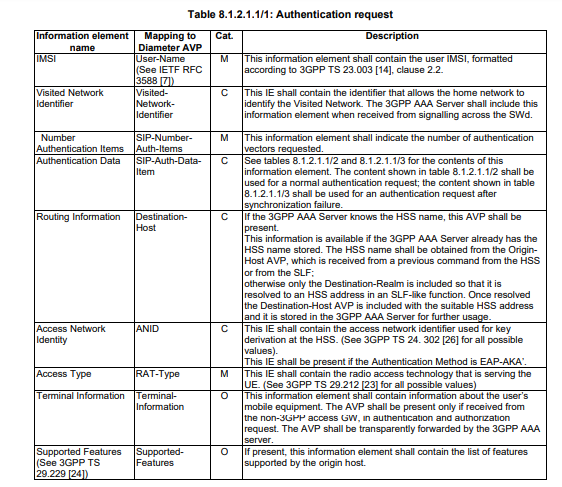 Table 8.1.2.1.1/1: Authentication request
Information element name | Mapping to Diameter AVP | Cat. | Description
IMSI | User-Name (See IETF RFC 3588 [7]) | M | This information element shall contain the user IMSI, formatted according to 3GPP TS 23.003 [14], clause 2.2.
Visited Network Identifier | Visited-Network-Identifier | C | This IE shall contain the identifier that allows the home network to identify the Visited Network. The 3GPP AAA Server shall include this information element when received from signalling across the SWd.
Number Authentication Items | SIP-Number-Auth-Items | M | This information element shall indicate the number of authentication vectors requested.
Authentication Data | SIP-Auth-Data-Item | C | See tables 8.1.2.1.1/2 and 8.1.2.1.1/3 for the contents of this information element. The content shown in table 8.1.2.1.1/2 shall be used for a normal authentication request; the content shown in table 8.1.2.1.1/3 shall be used for an authentication request after synchronization failure.
Routing Information | Destination-Host | C | If the 3GPP AAA Server knows the HSS name, this AVP shall be present.
This information is available if the 3GPP AAA Server already has the HSS name stored. The HSS name shall be obtained from the Origin-Host AVP, which is received from a previous command from the HSS or from the SLF;
otherwise only the Destination-Realm is included so that it is resolved to an HSS address in an SLF-like function. Once resolved the Destination-Host AVP is included with the suitable HSS address and it is stored in the 3GPP AAA Server for further usage.
Access Network Identity | ANID | C | This IE shall contain the access network identifier used for key derivation at the HSS. (See 3GPP TS 24. 302 [26] for all possible values).
This IE shall be present if the Authentication Method is EAP-AKA'.
Access Type | RAT-Type | M | This IE shall contain the radio access technology that is serving the UE. (See 3GPP TS 29.212 [23] for all possible values)
Terminal Information | Terminal-Information | O | This information element shall contain information about the user's mobile equipment. The AVP shall be present only if received from the non-3GPP access GW, in authentication and authorization request. The AVP shall be transparently forwarded by the 3GPP AAA server.
Supported Features (See 3GPP TS 29.229 [24]) | Supported-Features | O | If present, this information element shall contain the list of features supported by the origin host.